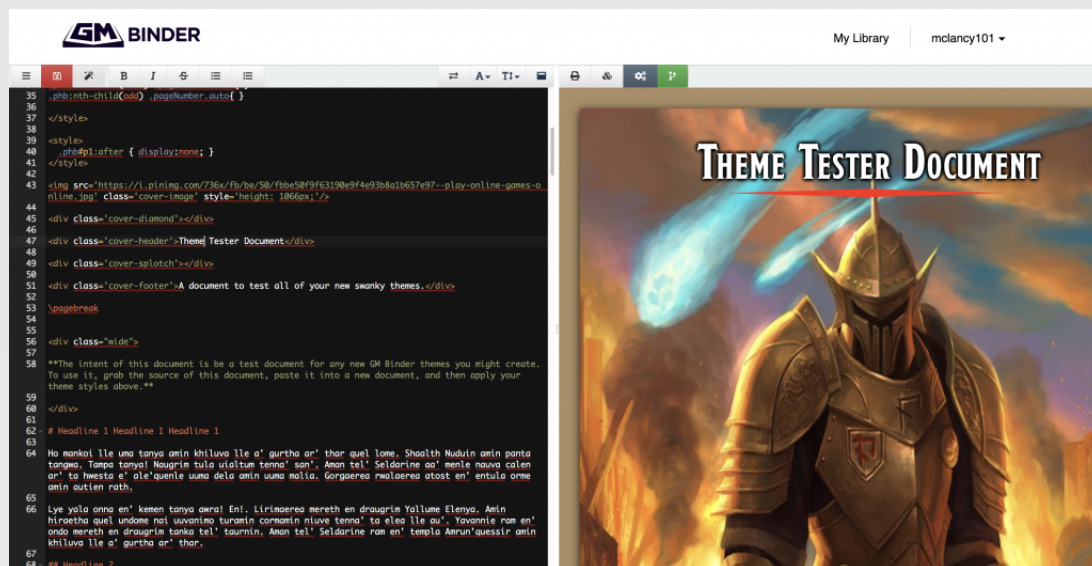 GM BINDER
My Library
mclancy101
B I S
A T
35 .phb:nth-child(odd) .pageNumber.auto{ }
36
37 </style>
38
39 <style>
40 .phb#p1:after { display:none; }
41 </style>
42
43 <img src='https://i.pinimg.com/736x/fb/be/50/fbbe50f9f63190e9f4e93b8a1b657e97--play-online-games-o
nline.jpg' class='cover-image' style='height: 1066px;'/>
44
45 <div class='cover-diamond'></div>
46
47 <div class='cover-header'>Theme Tester Document</div>
48
49 <div class='cover-splotch'></div>
50
51 <div class='cover-footer'>A document to test all of your new swanky themes.</div>
52
53 \pagebreak
54
55
56 <div class="wide">
57
58 **The intent of this document is be a test document for any new GM Binder themes you might create.
To use it, grab the source of this document, paste it into a new document, and then apply your
theme styles above.**
59
60 </div>
61
62 # Headline 1 Headline 1 Headline 1
63
64 Ho mankoi lle uma tanya amin khiluva lle a' gurtha ar' thar quel lome. Shaalth Nuduin amin panta
tangwa. Tampa tanya! Naugrim tula uialtum tenna' san'. Aman tel' Seldarine aa' menle nauva calen
ar' ta hwesta e' ale'quenle uuma dela amin uuma malia. Gorgaerea rwalaerea atost en' entula orme
amin autien rath.
65
66 Lye yala onna en' kemen tanya awra! En!. Lirimaerea mereth en draugrim Yallume Elenya. Amin
hiraetha quel undome nai uuvanimo turamin cormamin niuve tenna' ta elea lle au'. Yavannie ram en'
ondo mereth en draugrim tanka tel' taurnin. Aman tel' Seldarine ram en' templa Amrun'quessir amin
khiluva lle a' gurtha ar' thar.
67
68 ## Headline 2
THEME TESTER DOCUMENT